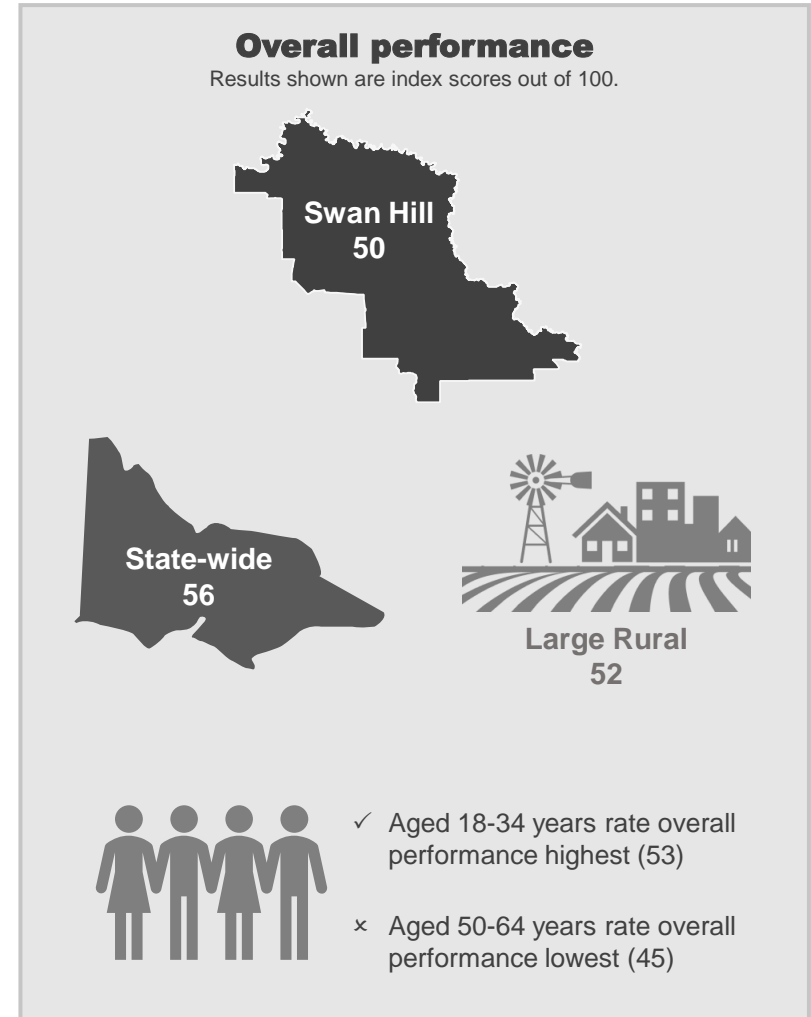 Overall performance
Results shown are index scores out of 100.
Swan Hill
50
State-wide
56
Large Rural
52
✓ Aged 18-34 years rate overall
performance highest (53)
× Aged 50-64 years rate overall
performance lowest (45)